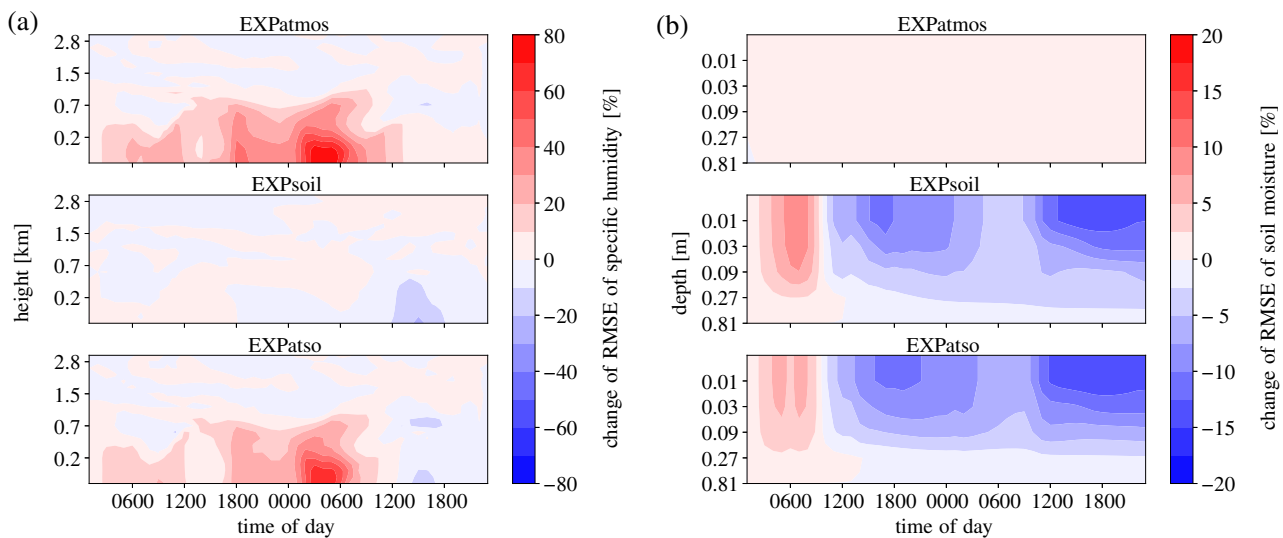 (a)
EXPatmos
2.8
1.5
0.7
0.2
EXPsoil
2.8
1.5
0.7
0.2
EXPatso
2.8
1.5
0.7
0.2
0600 1200 1800 0000 0600 1200 1800
time of day
height [km]
80
60
40
20
0
−20
−40
−60
−80
change of RMSE of specific humidity [%]
(b)
EXPatmos
0.01
0.03
0.09
0.27
0.81
EXPsoil
0.01
0.03
0.09
0.27
0.81
EXPatso
0.01
0.03
0.09
0.27
0.81
0600 1200 1800 0000 0600 1200 1800
time of day
depth [m]
20
15
10
5
0
−5
−10
−15
−20
change of RMSE of soil moisture [%]